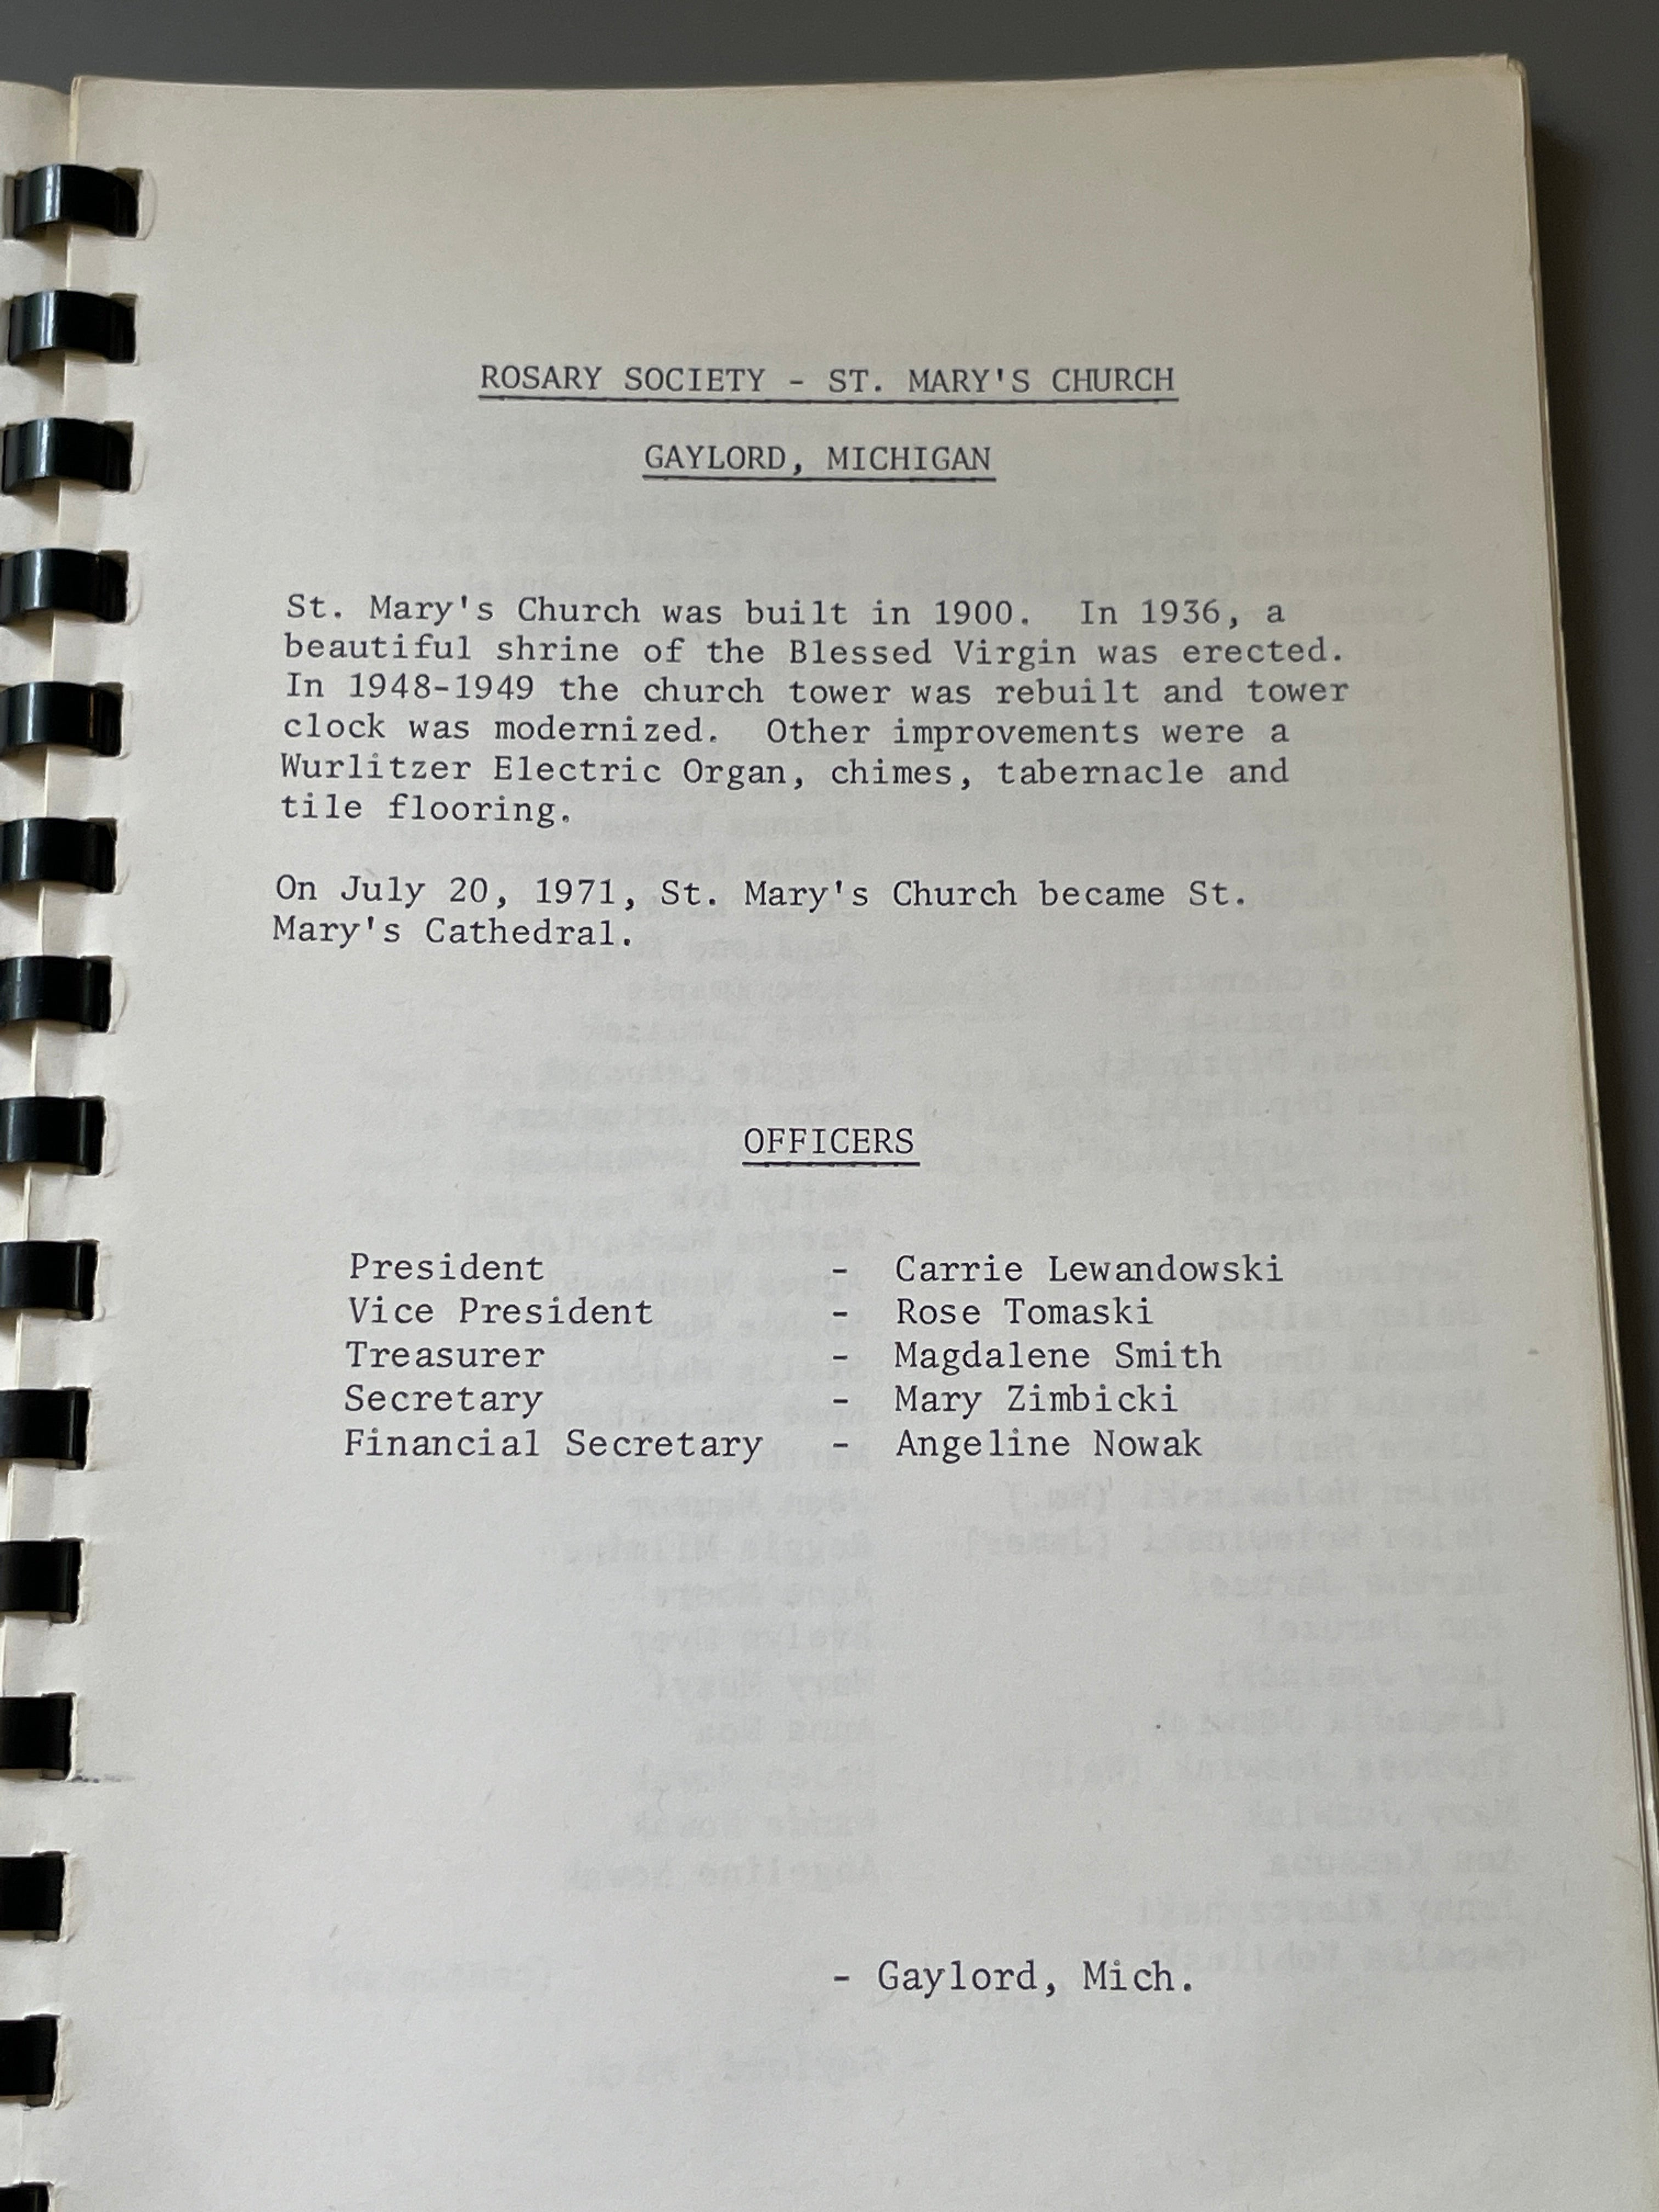 ROSARY SOCIETY - ST. MARY'S CHURCH
GAYLORD, MICHIGAN
St. Mary's Church was built in 1900.  In 1936, a
beautiful shrine of the Blessed Virgin was erected.
In 1948-1949 the church tower was rebuilt and tower
clock was modernized.  Other improvements were a
Wurlitzer Electric Organ, chimes, tabernacle and
tile flooring.
On July 20, 1971, St. Mary's Church became St.
Mary's Cathedral.
OFFICERS
President - Carrie Lewandowski
Vice President - Rose Tomaski
Treasurer - Magdalene Smith
Secretary - Mary Zimbicki
Financial Secretary - Angeline Nowak
- Gaylord, Mich.